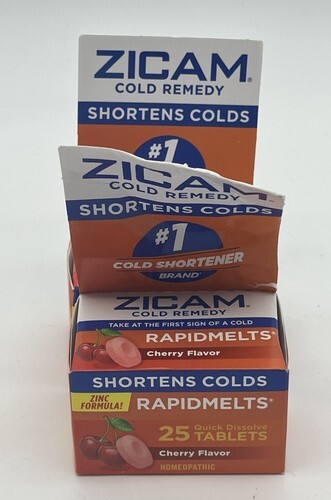 ZICAM®
COLD REMEDY
SHORTENS COLDS
#1
ZICAM
COLD REMEDY
SHORTENS COLDS
#1
COLD SHORTENER
BRAND*
ZICAM®
COLD REMEDY
TAKE AT THE FIRST SIGN OF A COLD
RAPIDMELTS®
Cherry Flavor
SHORTENS COLDS
ZINC
FORMULA!
RAPIDMELTS®
25 Quick Dissolve
TABLETS
Cherry Flavor
HOMEOPATHIC